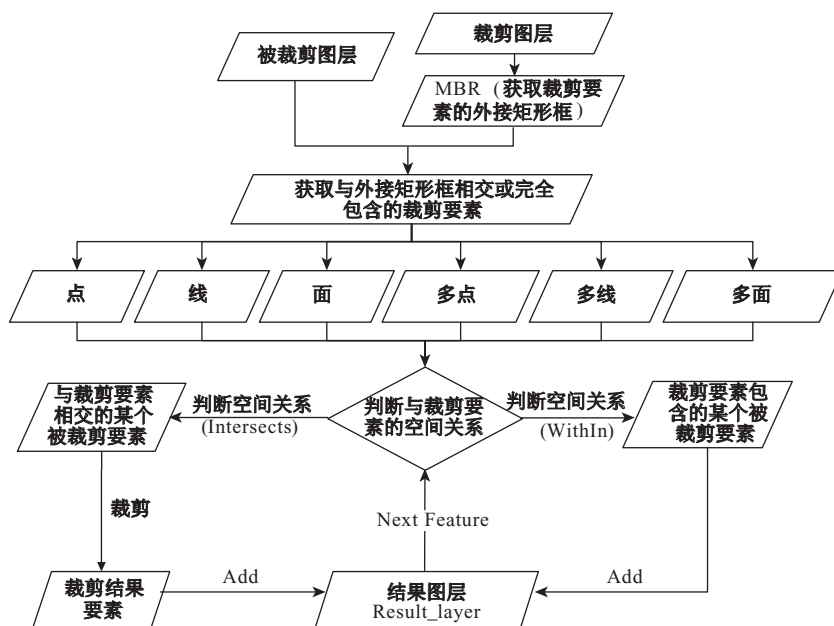 裁剪图层
被裁剪图层
MBR（获取裁剪要
素的外接矩形框）
获取与外接矩形框相交或完全
包含的裁剪要素
点
线
面
多点
多线
多面
与裁剪要素
相交的某个
被裁剪要素
判断空间关系
(Intersects)
判断与裁剪要
素的空间关系
判断空间关系
(WithIn)
裁剪要素包
含的某个被
裁剪要素
裁剪
Next Feature
裁剪结果
要素
Add
结果图层
Result_layer
Add